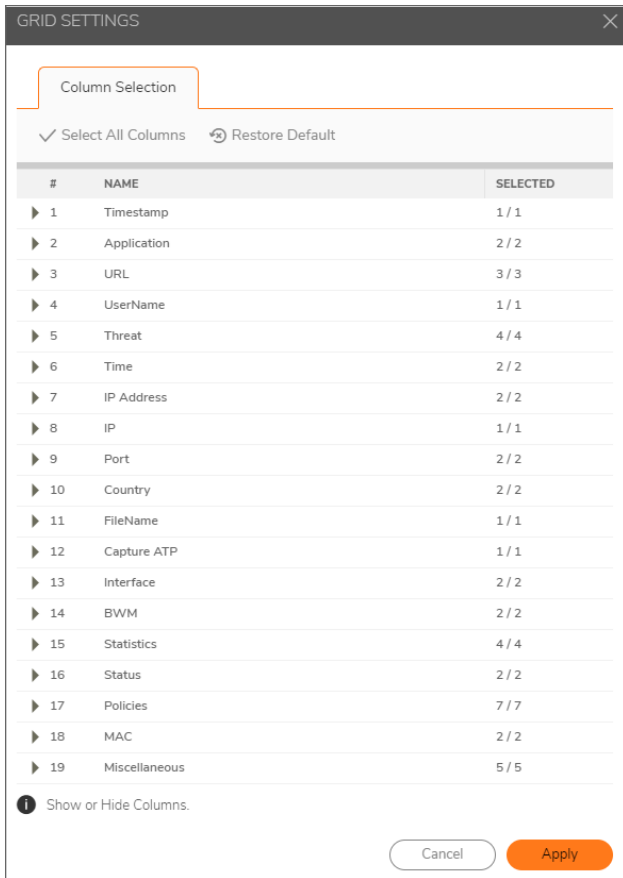 GRID SETTINGS
Column Selection
Select All Columns Restore Default
# NAME SELECTED
1 Timestamp 1 / 1
2 Application 2 / 2
3 URL 3 / 3
4 UserName 1 / 1
5 Threat 4 / 4
6 Time 2 / 2
7 IP Address 2 / 2
8 IP 1 / 1
9 Port 2 / 2
10 Country 2 / 2
11 FileName 1 / 1
12 Capture ATP 1 / 1
13 Interface 2 / 2
14 BWM 2 / 2
15 Statistics 4 / 4
16 Status 2 / 2
17 Policies 7 / 7
18 MAC 2 / 2
19 Miscellaneous 5 / 5
Show or Hide Columns.
Cancel Apply